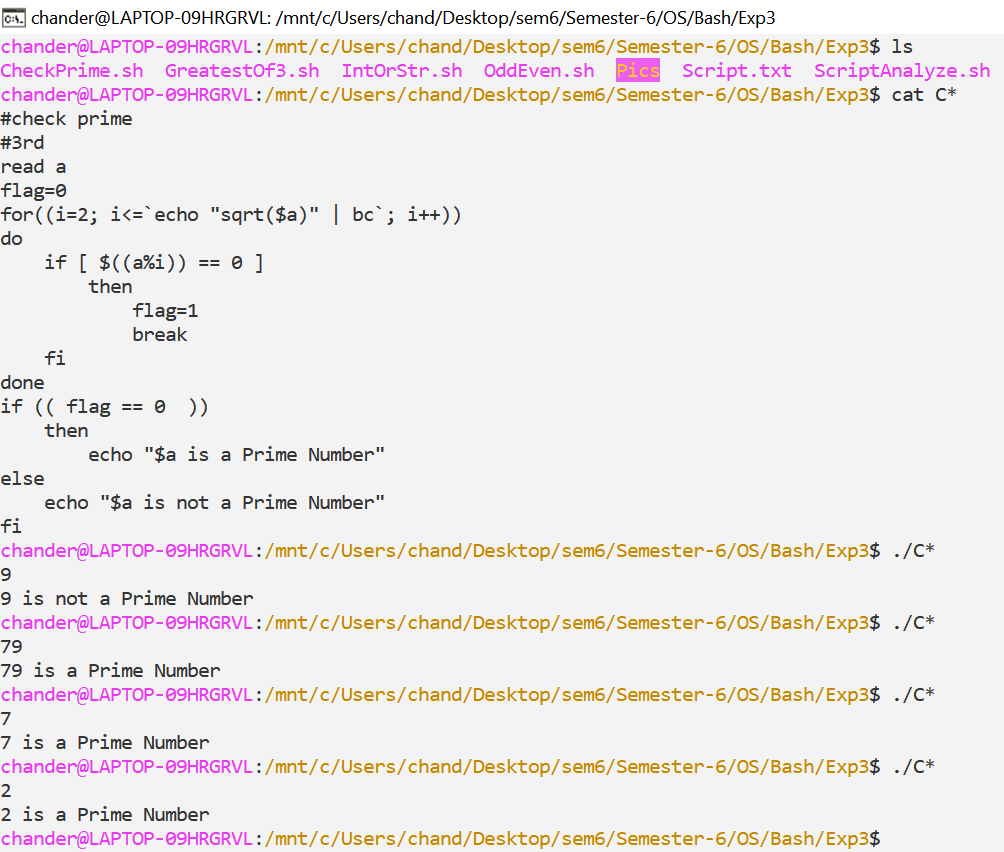 chander@LAPTOP-09HRGRVL: /mnt/c/Users/chand/Desktop/sem6/Semester-6/OS/Bash/Exp3
chander@LAPTOP-09HRGRVL:/mnt/c/Users/chand/Desktop/sem6/Semester-6/OS/Bash/Exp3$ ls
CheckPrime.sh  GreatestOf3.sh  IntOrStr.sh  OddEven.sh  Pics  Script.txt  ScriptAnalyze.sh
chander@LAPTOP-09HRGRVL:/mnt/c/Users/chand/Desktop/sem6/Semester-6/OS/Bash/Exp3$ cat C*
#check prime
#3rd
read a
flag=0
for((i=2; i<=`echo "sqrt($a)" | bc`; i++))
do
    if [ $((a%i)) == 0 ]
        then
            flag=1
            break
    fi
done
if (( flag == 0  ))
    then
        echo "$a is a Prime Number"
else
    echo "$a is not a Prime Number"
fi
chander@LAPTOP-09HRGRVL:/mnt/c/Users/chand/Desktop/sem6/Semester-6/OS/Bash/Exp3$ ./C*
9
9 is not a Prime Number
chander@LAPTOP-09HRGRVL:/mnt/c/Users/chand/Desktop/sem6/Semester-6/OS/Bash/Exp3$ ./C*
79
79 is a Prime Number
chander@LAPTOP-09HRGRVL:/mnt/c/Users/chand/Desktop/sem6/Semester-6/OS/Bash/Exp3$ ./C*
7
7 is a Prime Number
chander@LAPTOP-09HRGRVL:/mnt/c/Users/chand/Desktop/sem6/Semester-6/OS/Bash/Exp3$ ./C*
2
2 is a Prime Number
chander@LAPTOP-09HRGRVL:/mnt/c/Users/chand/Desktop/sem6/Semester-6/OS/Bash/Exp3$